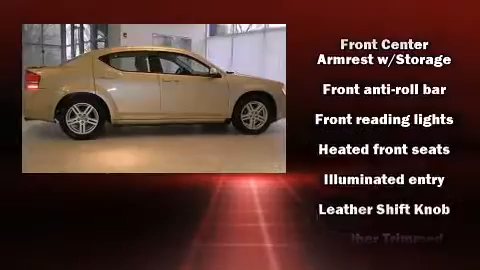 Front Center
Armrest w/Storage
Front anti-roll bar
Front reading lights
Heated front seats
Illuminated entry
Leather Shift Knob
Trimmed